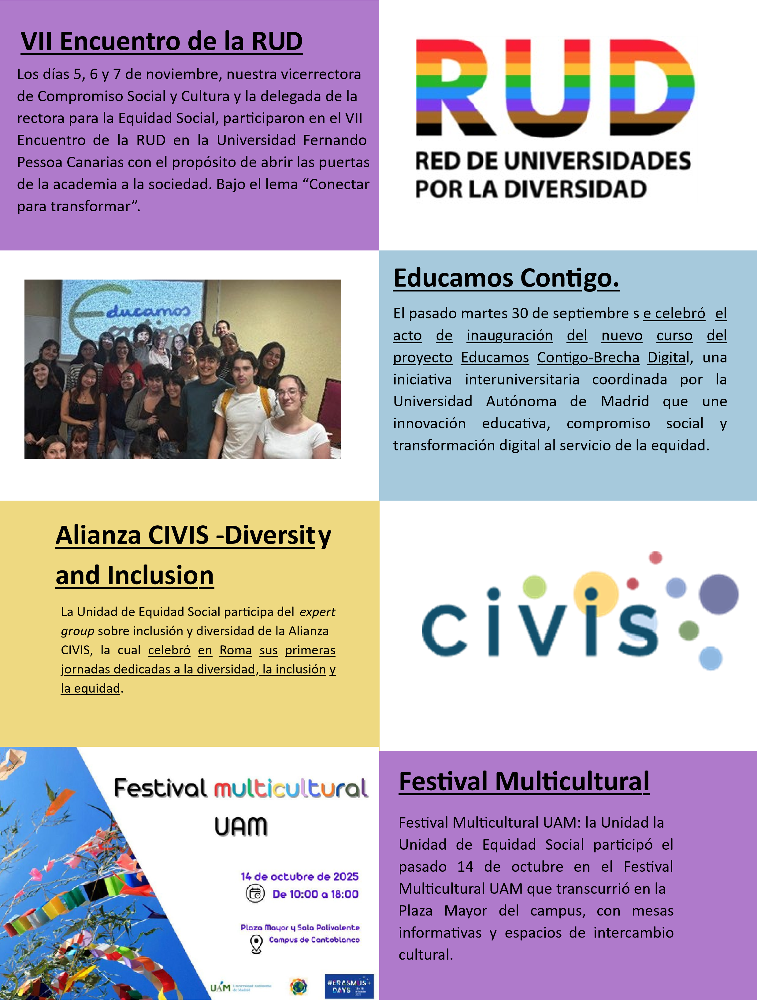 VII Encuentro de la RUD
Los días 5, 6 y 7 de noviembre, nuestra vicerrectora
de Compromiso Social y Cultura y la delegada de la
rectora para la Equidad Social, participaron en el VII
Encuentro de la RUD en la Universidad Fernando
Pessoa Canarias con el propósito de abrir las puertas
de la academia a la sociedad. Bajo el lema “Conectar
para transformar”.
RUD
RED DE UNIVERSIDADES
POR LA DIVERSIDAD
Educamos
Contigo
Educamos Contigo.
El pasado martes 30 de septiembre s e celebró el
acto de inauguración del nuevo curso del
proyecto Educamos Contigo-Brecha Digital, una
iniciativa interuniversitaria coordinada por la
Universidad Autónoma de Madrid que une
innovación educativa, compromiso social y
transformación digital al servicio de la equidad.
Alianza CIVIS -Diversity
and Inclusion
La Unidad de Equidad Social participa del expert
group sobre inclusión y diversidad de la Alianza
CIVIS, la cual celebró en Roma sus primeras
jornadas dedicadas a la diversidad, la inclusión y
la equidad.
civis
Festival multicultural
UAM
14 de octubre de 2025
De 10:00 a 18:00
Plaza Mayor y Sala Polivalente
Campus de Cantoblanco
UAM Universidad Autónoma
de Madrid
#ERASMUS+
DAYS
Festival Multicultural
Festival Multicultural UAM: la Unidad la
Unidad de Equidad Social participó el
pasado 14 de octubre en el Festival
Multicultural UAM que transcurrió en la
Plaza Mayor del campus, con mesas
informativas y espacios de intercambio
cultural.